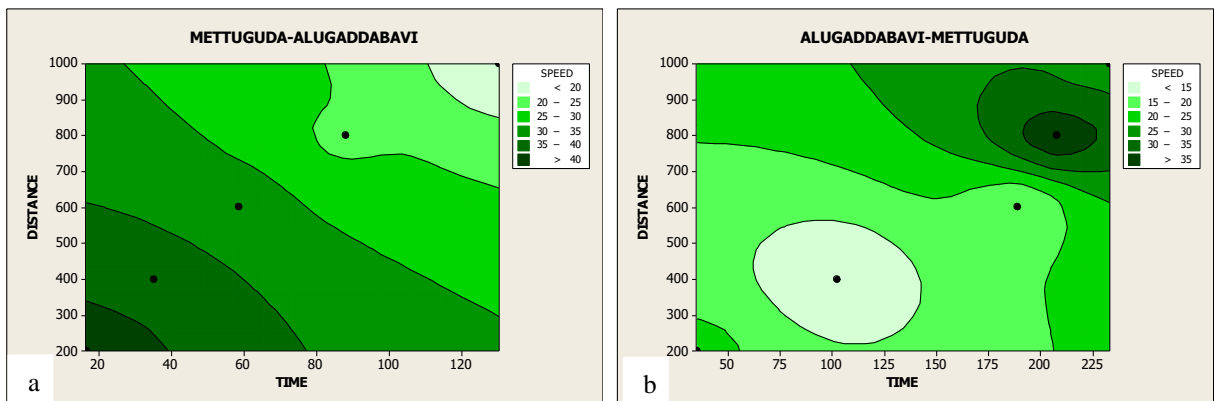 METTUGUDA-ALUGADDABAVI
SPEED
< 20
20 – 25
25 – 30
30 – 35
35 – 40
> 40
DISTANCE
1000
900
800
700
600
500
400
300
200
20 40 60 80 100 120
TIME
a
ALUGADDABAVI-METTUGUDA
SPEED
< 15
15 – 20
20 – 25
25 – 30
30 – 35
> 35
DISTANCE
1000
900
800
700
600
500
400
300
200
50 75 100 125 150 175 200 225
TIME
b